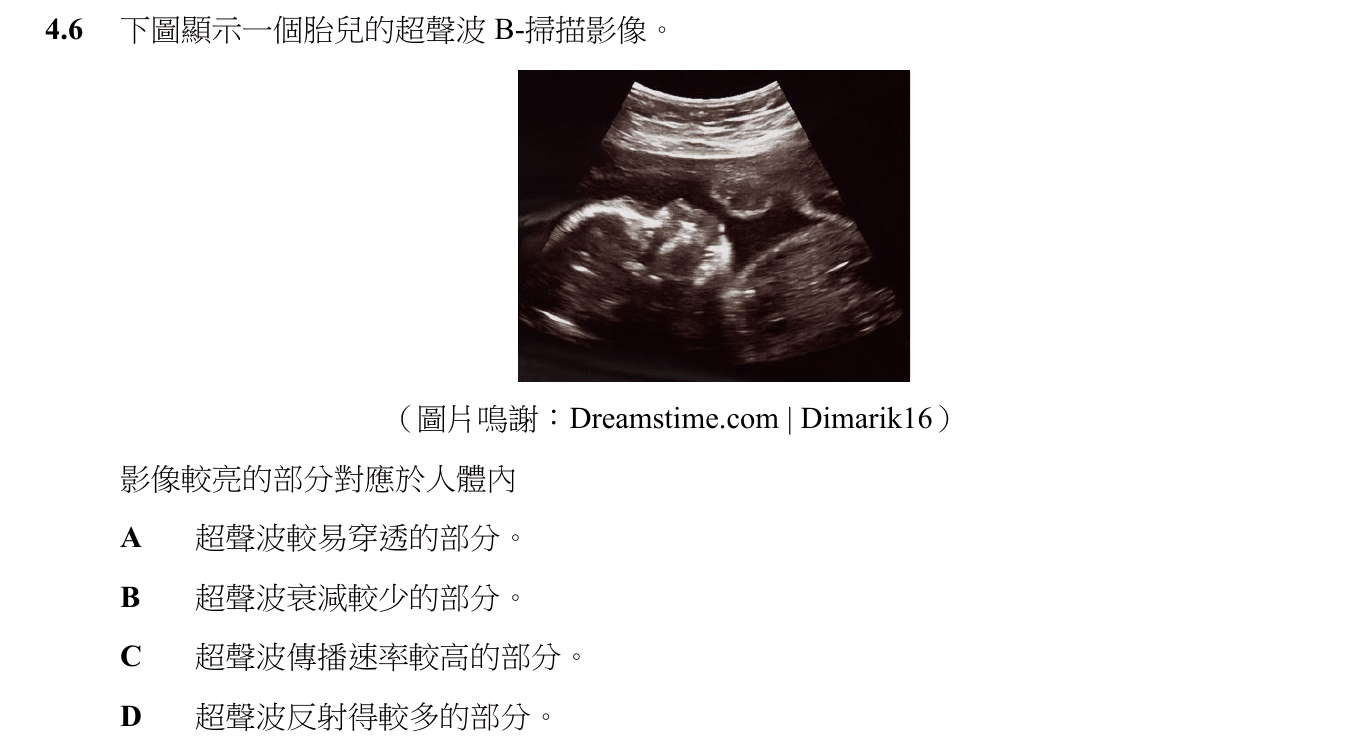 4.6 下圖顯示一個胎兒的超聲波 B-掃描影像。
（圖片鳴謝：Dreamstime.com | Dimarik16）
影像較亮的部分對應於人體內
A 超聲波較易穿透的部分。
B 超聲波衰減較少的部分。
C 超聲波傳播速率較高的部分。
D 超聲波反射得較多的部分。